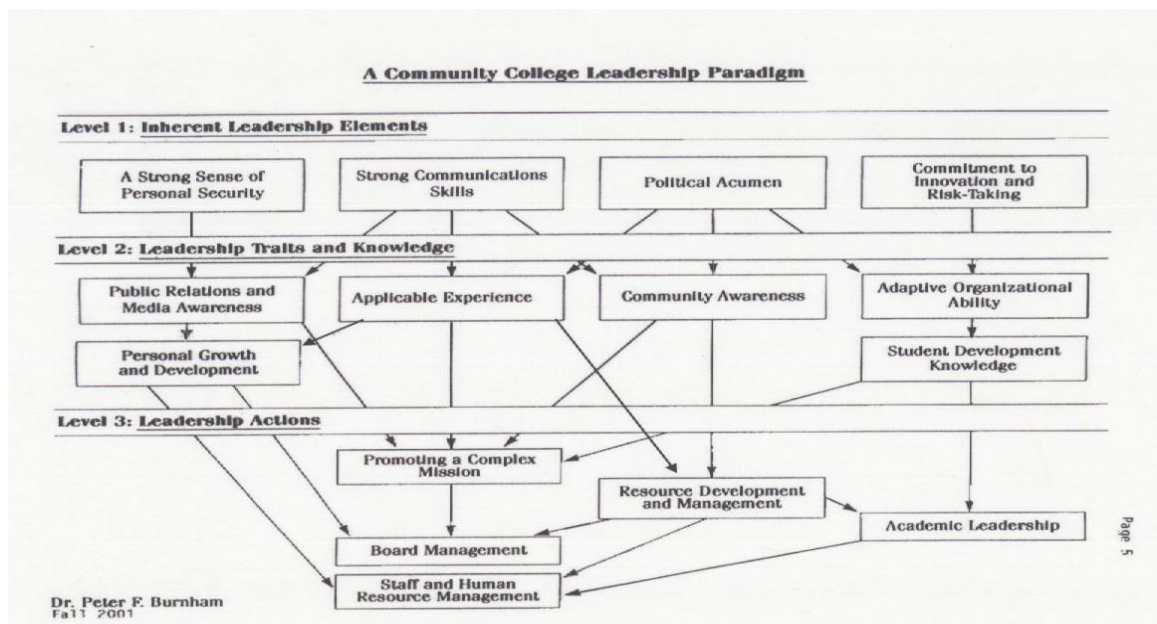 A Community College Leadership Paradigm
Level 1: Inherent Leadership Elements
A Strong Sense of
Personal Security
Strong Communications
Skills
Political Acumen
Commitment to
Innovation and
Risk-Taking
Level 2: Leadership Traits and Knowledge
Public Relations and
Media Awareness
Applicable Experience
Community Awareness
Adaptive Organizational
Ability
Personal Growth
and Development
Student Development
Knowledge
Level 3: Leadership Actions
Promoting a Complex
Mission
Resource Development
and Management
Academic Leadership
Board Management
Staff and Human
Resource Management
Page 5
Dr. Peter F. Burnham
Fall 2001